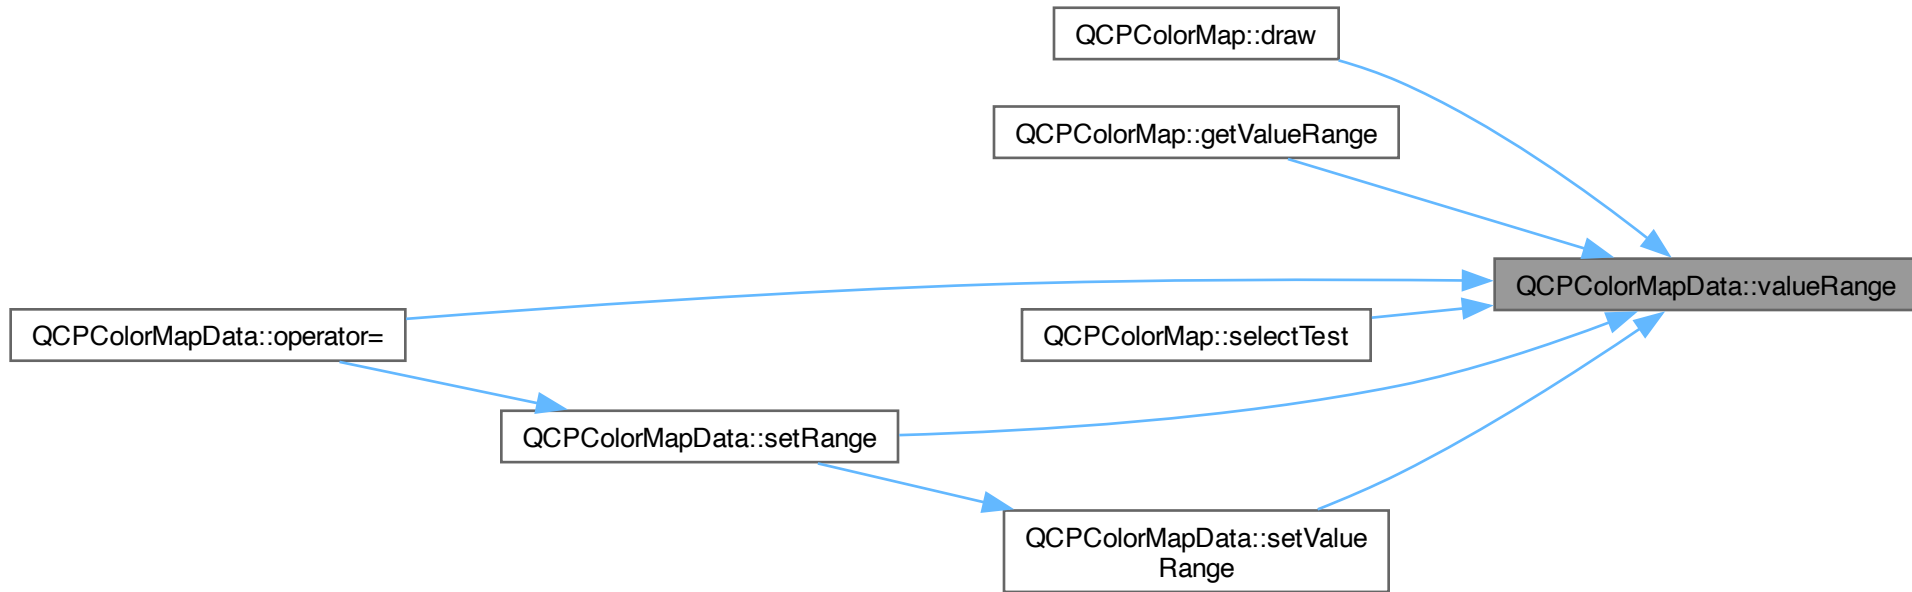 QCPColorMap::draw
QCPColorMap::getValueRange
QCPColorMapData::valueRange
QCPColorMapData::operator=
QCPColorMap::selectTest
QCPColorMapData::setRange
QCPColorMapData::setValue
Range